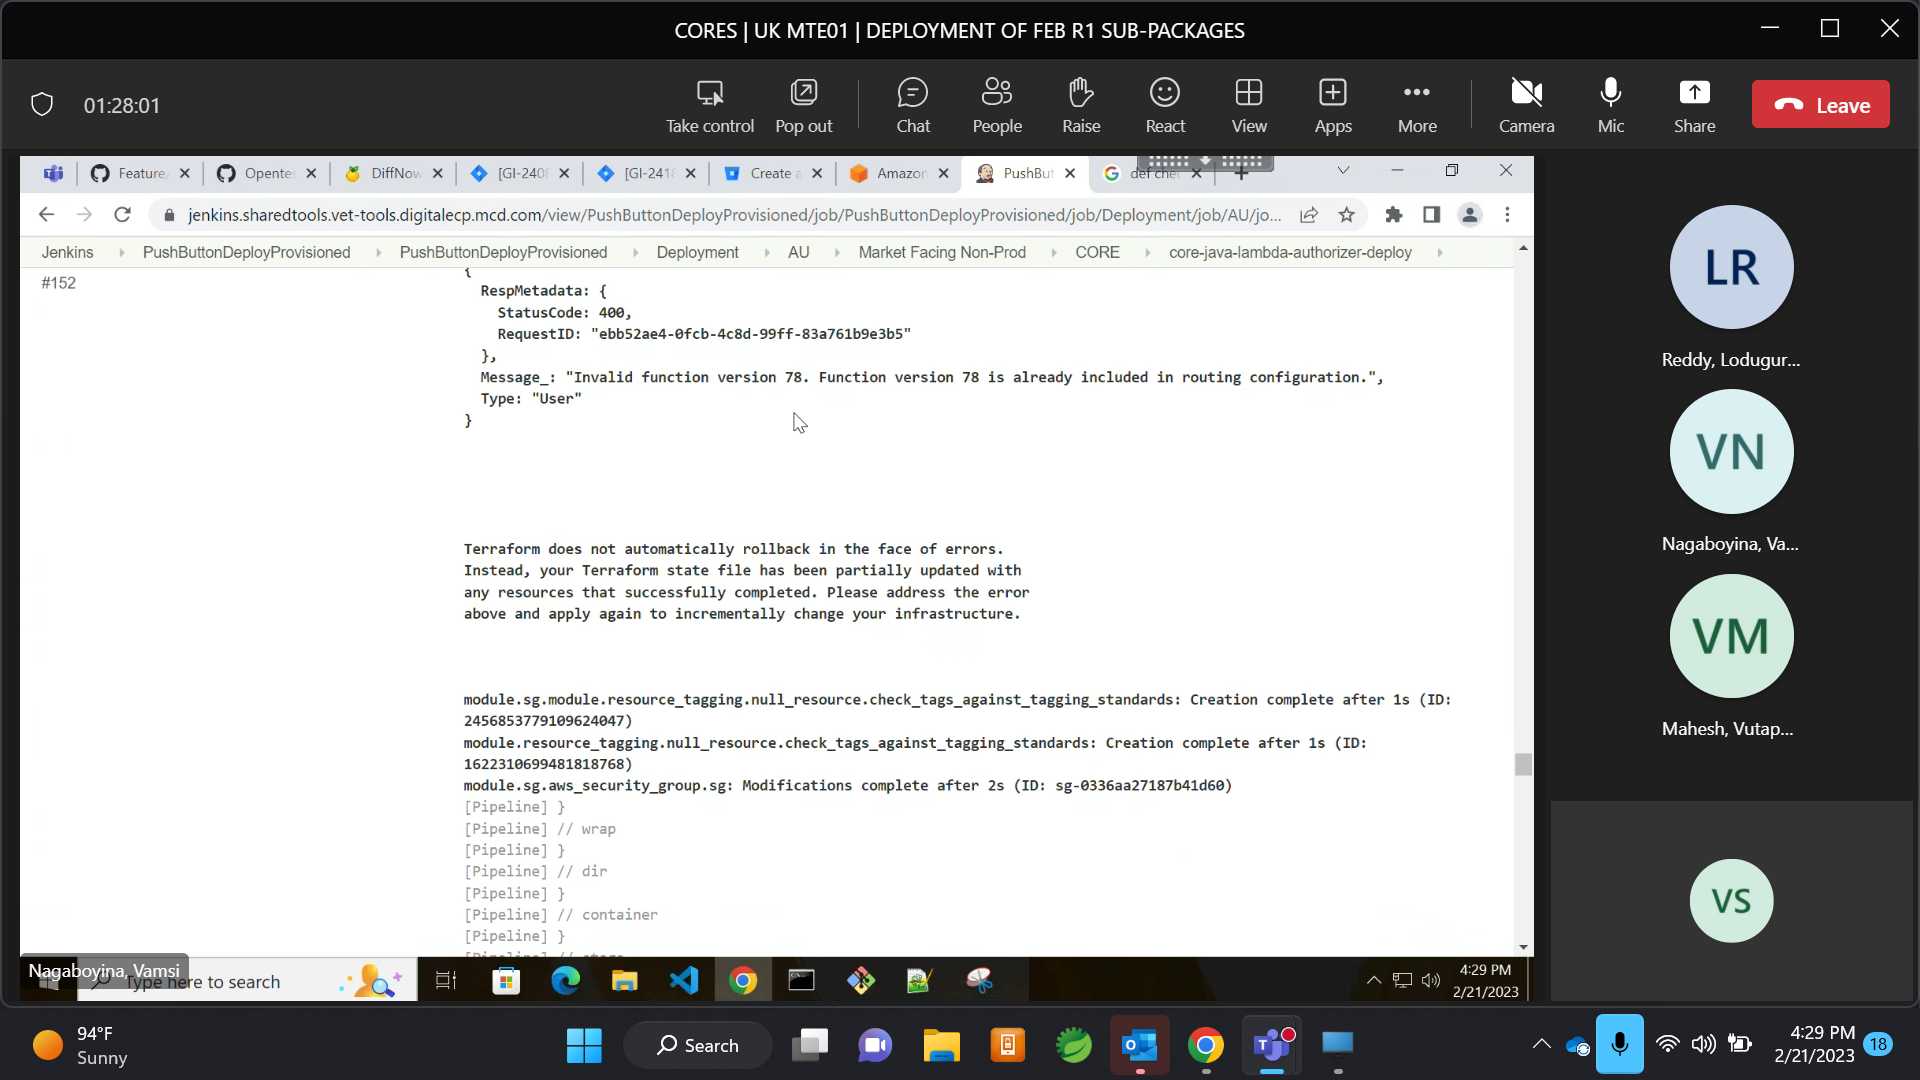 CORES | UK MTE01 | DEPLOYMENT OF FEB R1 SUB-PACKAGES
01:28:01
Take control
Pop out
Chat
People
Raise
React
View
Apps
More
Camera
Mic
Share
Leave
Feature
Opente
DiffNow
[GI-240
[GI-241
Create a
Amazon
PushBut
def che
jenkins.sharedtools.vet-tools.digitalecp.mcd.com/view/PushButtonDeployProvisioned/job/PushButtonDeployProvisioned/job/Deployment/job/AU/jo...
Jenkins
PushButtonDeployProvisioned
PushButtonDeployProvisioned
Deployment
AU
Market Facing Non-Prod
CORE
core-java-lambda-authorizer-deploy
#152
{
RespMetadata: {
StatusCode: 400,
RequestID: "ebb52ae4-0fcb-4c8d-99ff-83a761b9e3b5"
},
Message_: "Invalid function version 78. Function version 78 is already included in routing configuration.",
Type: "User"
}
Terraform does not automatically rollback in the face of errors.
Instead, your Terraform state file has been partially updated with
any resources that successfully completed. Please address the error
above and apply again to incrementally change your infrastructure.
module.sg.module.resource_tagging.null_resource.check_tags_against_tagging_standards: Creation complete after 1s (ID:
2456853779109624047)
module.resource_tagging.null_resource.check_tags_against_tagging_standards: Creation complete after 1s (ID:
1622310699481818768)
module.sg.aws_security_group.sg: Modifications complete after 2s (ID: sg-0336aa27187b41d60)
[Pipeline] }
[Pipeline] // wrap
[Pipeline] }
[Pipeline] // dir
[Pipeline] }
[Pipeline] // container
[Pipeline] }
Nagaboyina, Vamsi
Type here to search
4:29 PM
2/21/2023
LR
Reddy, Lodugur...
VN
Nagaboyina, Va...
VM
Mahesh, Vutap...
VS
94°F
Sunny
Search
4:29 PM
2/21/2023
18